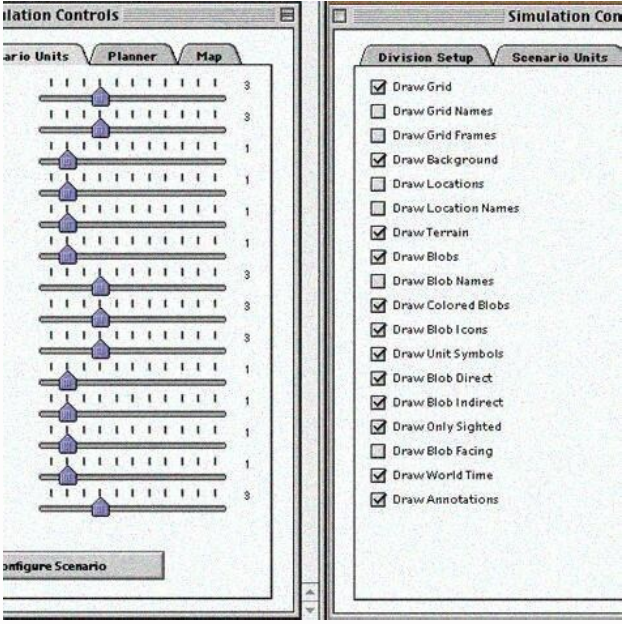 ulation Controls
ario Units Planner Map
3
3
1
1
1
1
3
3
3
1
1
1
1
3
onfigure Scenario
Simulation Con
Division Setup Scenario Units
Draw Grid
Draw Grid Names
Draw Grid Frames
Draw Background
Draw Locations
Draw Location Names
Draw Terrain
Draw Blobs
Draw Blob Names
Draw Colored Blobs
Draw Blob Icons
Draw Unit Symbols
Draw Blob Direct
Draw Blob Indirect
Draw Only Sighted
Draw Blob Facing
Draw World Time
Draw Annotations